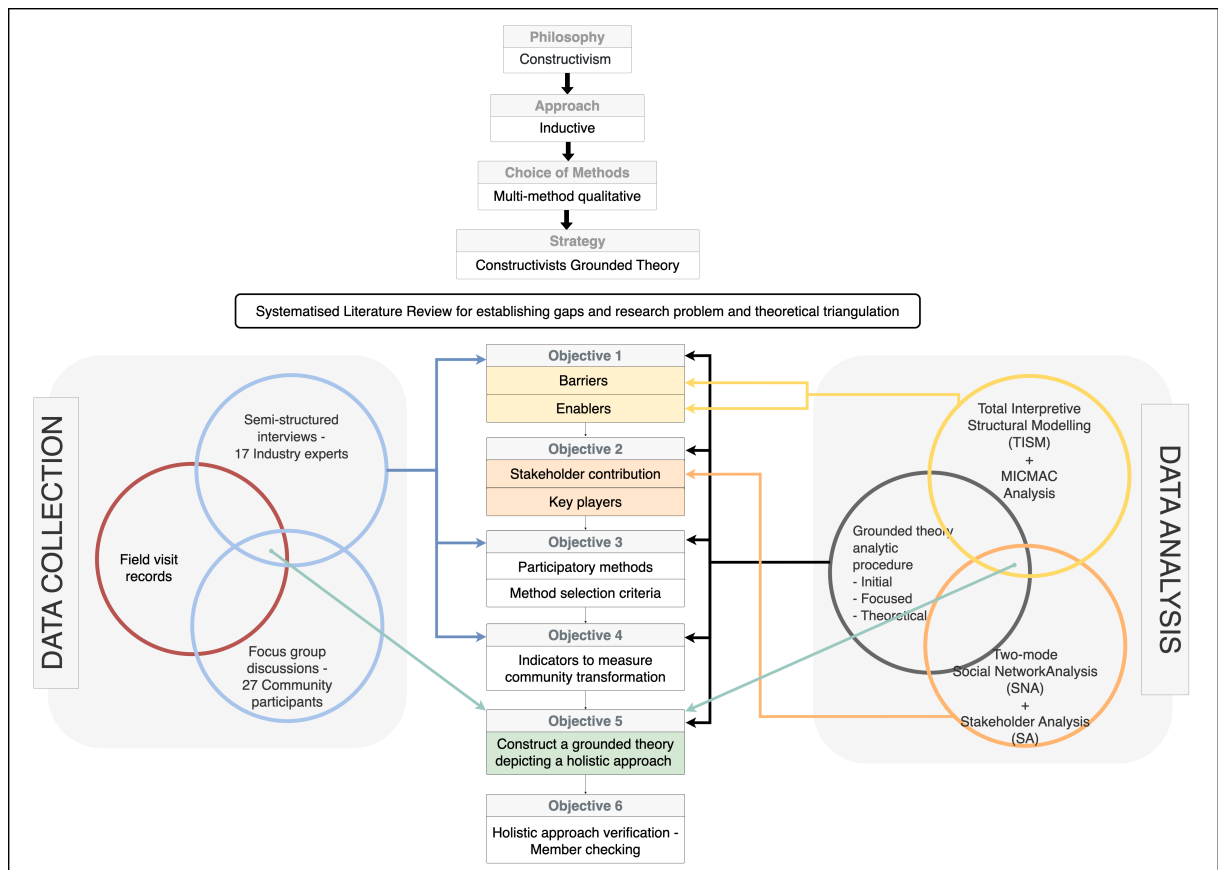 Philosophy
Constructivism
Approach
Inductive
Choice of Methods
Multi-method qualitative
Strategy
Constructivists Grounded Theory
Systematised Literature Review for establishing gaps and research problem and theoretical triangulation
DATA COLLECTION
Semi-structured
interviews -
17 Industry experts
Field visit
records
Focus group
discussions -
27 Community
participants
Objective 1
Barriers
Enablers
Objective 2
Stakeholder contribution
Key players
Objective 3
Participatory methods
Method selection criteria
Objective 4
Indicators to measure
community transformation
Objective 5
Construct a grounded theory
depicting a holistic approach
Objective 6
Holistic approach verification -
Member checking
Total Interpretive
Structural Modelling
(TISM)
+
MICMAC
Analysis
Grounded theory
analytic
procedure
- Initial
- Focused
- Theoretical
Two-mode
Social NetworkAnalysis
(SNA)
+
Stakeholder Analysis
(SA)
DATA ANALYSIS